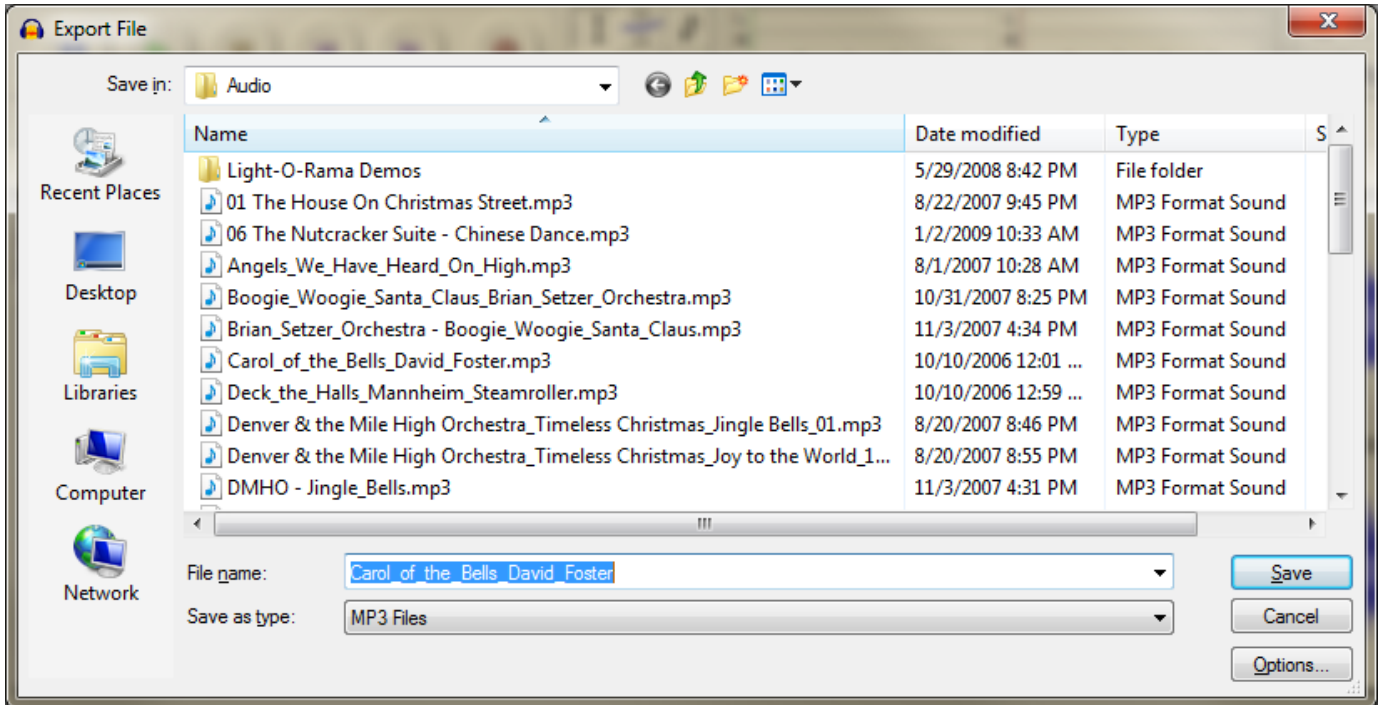 Export File
Save in: Audio
Name Date modified Type S
Light-O-Rama Demos 5/29/2008 8:42 PM File folder
01 The House On Christmas Street.mp3 8/22/2007 9:45 PM MP3 Format Sound
06 The Nutcracker Suite - Chinese Dance.mp3 1/2/2009 10:33 AM MP3 Format Sound
Angels_We_Have_Heard_On_High.mp3 8/1/2007 10:28 AM MP3 Format Sound
Boogie_Woogie_Santa_Claus_Brian_Setzer_Orchestra.mp3 10/31/2007 8:25 PM MP3 Format Sound
Brian_Setzer_Orchestra - Boogie_Woogie_Santa_Claus.mp3 11/3/2007 4:34 PM MP3 Format Sound
Carol_of_the_Bells_David_Foster.mp3 10/10/2006 12:01 ... MP3 Format Sound
Deck_the_Halls_Mannheim_Steamroller.mp3 10/10/2006 12:59 ... MP3 Format Sound
Denver & the Mile High Orchestra_Timeless Christmas_Jingle Bells_01.mp3 8/20/2007 8:46 PM MP3 Format Sound
Denver & the Mile High Orchestra_Timeless Christmas_Joy to the World_1... 8/20/2007 8:55 PM MP3 Format Sound
DMHO - Jingle_Bells.mp3 11/3/2007 4:31 PM MP3 Format Sound
Recent Places
Desktop
Libraries
Computer
Network
File name: Carol_of_the_Bells_David_Foster Save
Save as type: MP3 Files Cancel
Options...